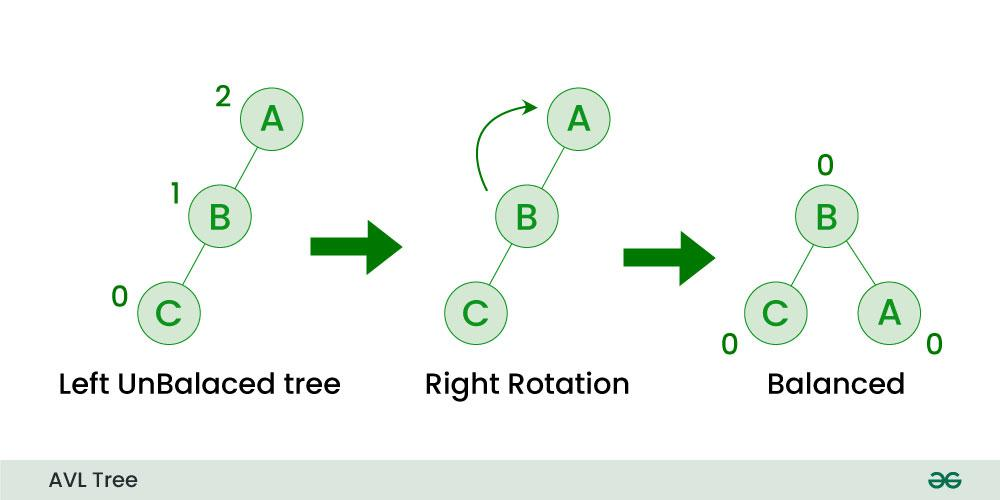 2
A
1
B
0
C
Left UnBalaced tree
A
B
C
Right Rotation
0
B
C
A
0
0
Balanced
AVL Tree